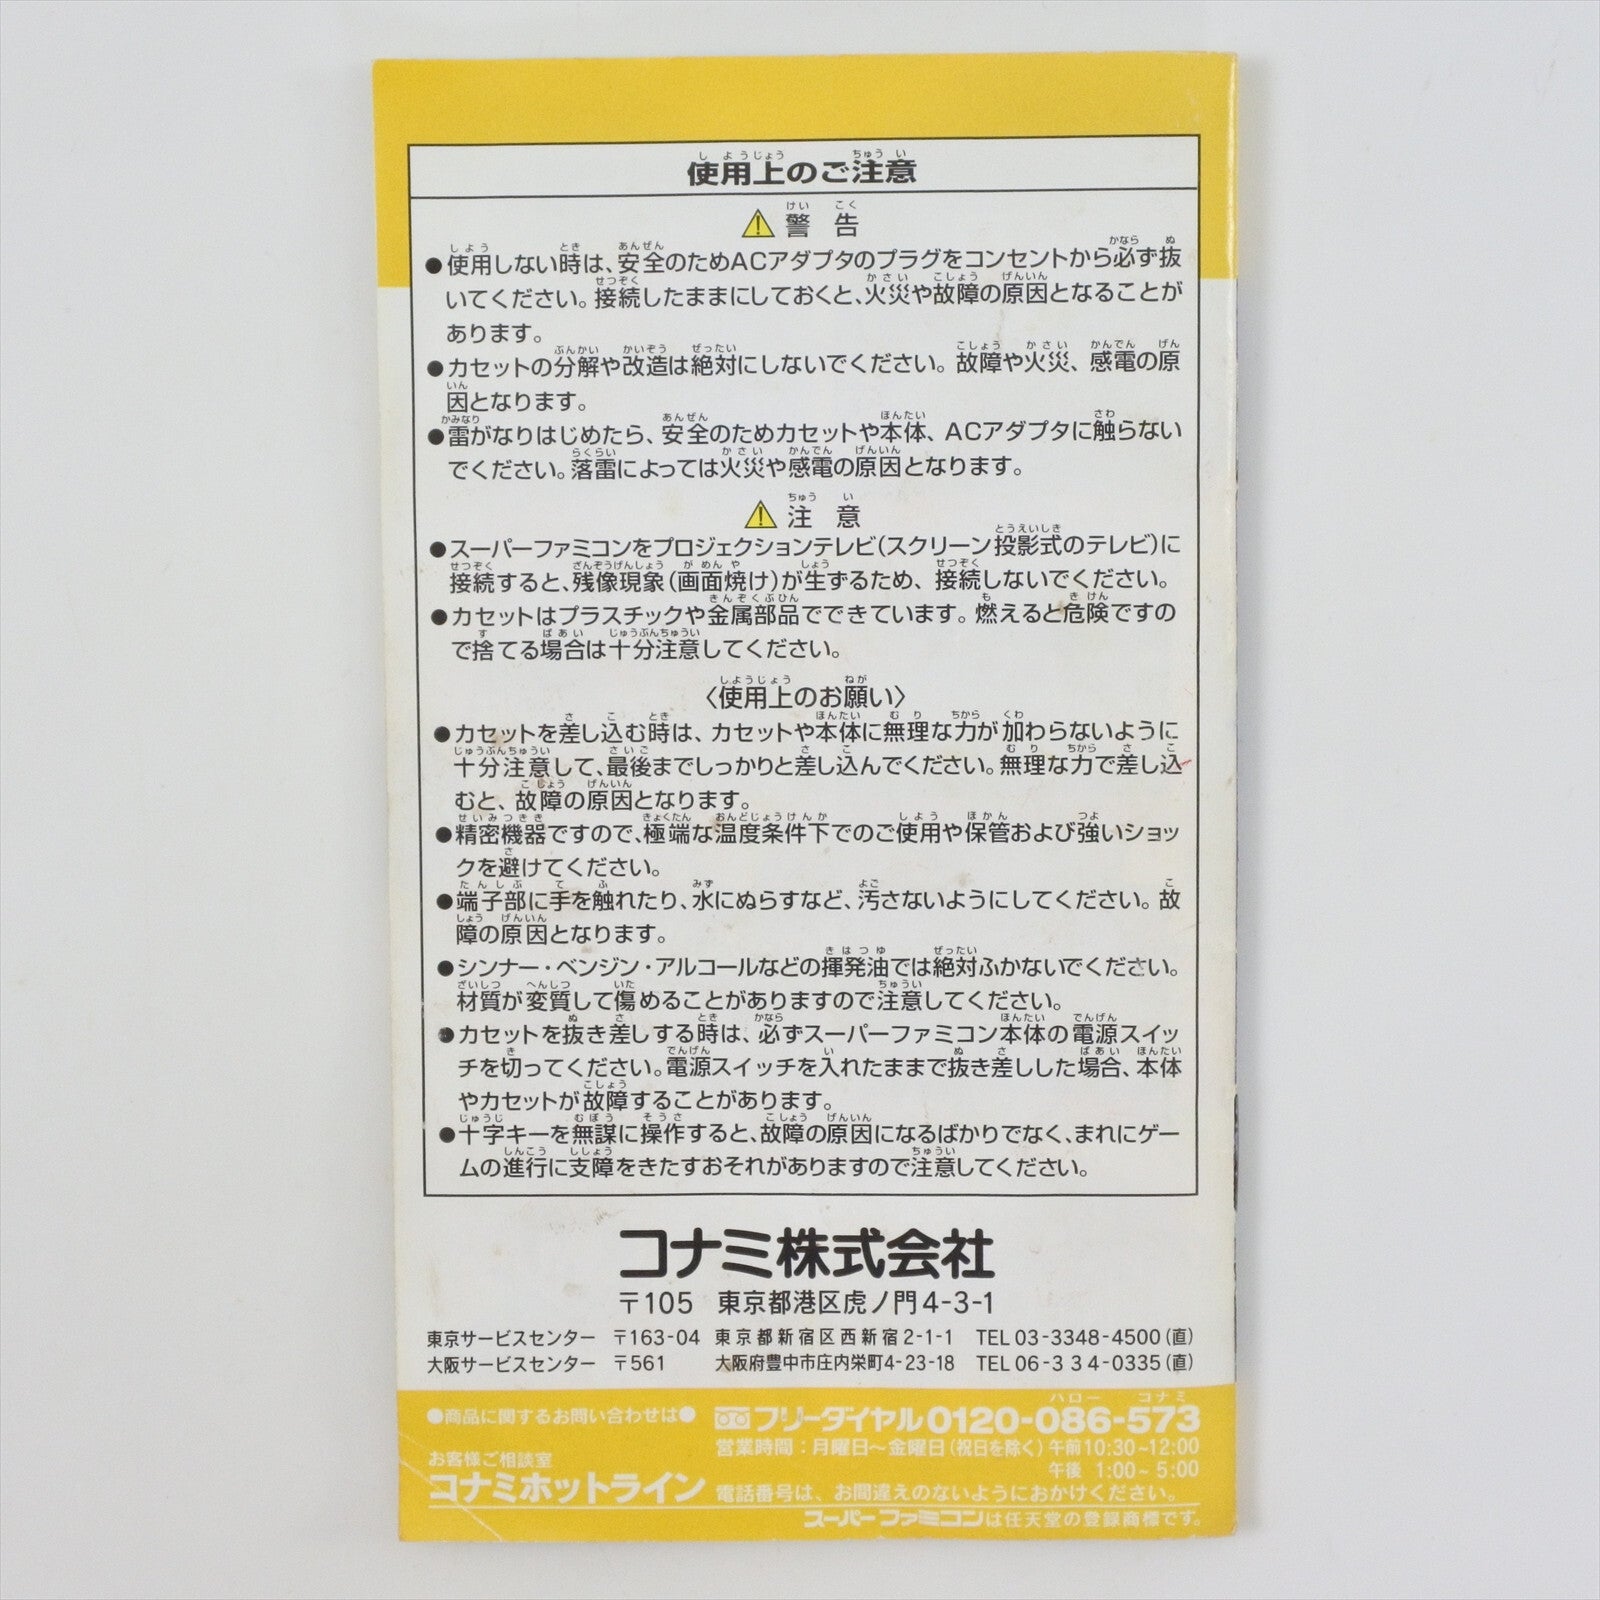 使用上のご注意
警告
●使用しない時は、安全のためACアダプタのプラグをコンセントから必ず抜
いてください。接続したままにしておくと、火災や故障の原因となることが
あります。
●カセットの分解や改造は絶対にしないでください。故障や火災、感電の原
因となります。
●雷がなりはじめたら、安全のためカセットや本体、ACアダプタに触らない
でください。落雷によっては火災や感電の原因となります。
注意
●スーパーファミコンをプロジェクションテレビ(スクリーン投影式のテレビ)に
接続すると、残像現象(画面焼け)が生ずるため、接続しないでください。
●カセットはプラスチックや金属部品でできています。燃えると危険ですの
で捨てる場合は十分注意してください。
〈使用上のお願い〉
●カセットを差し込む時は、カセットや本体に無理な力が加わらないように
十分注意して、最後までしっかりと差し込んでください。無理な力で差し込
むと、故障の原因となります。
●精密機器ですので、極端な温度条件下でのご使用や保管および強いショッ
クを避けてください。
●端子部に手を触れたり、水にぬらすなど、汚さないようにしてください。故
障の原因となります。
●シンナー・ベンジン・アルコールなどの揮発油では絶対ふかないでください。
材質が変質して傷めることがありますので注意してください。
●カセットを抜き差しする時は、必ずスーパーファミコン本体の電源スイッ
チを切ってください。電源スイッチを入れたままで抜き差しした場合、本体
やカセットが故障することがあります。
●十字キーを無謀に操作すると、故障の原因になるばかりでなく、まれにゲー
ムの進行に支障をきたすおそれがありますので注意してください。
コナミ株式会社
〒105 東京都港区虎ノ門4-3-1
東京サービスセンター 〒163-04 東京都新宿区西新宿2-1-1 TEL 03-3348-4500(直)
大阪サービスセンター 〒561 大阪府豊中市庄内栄町4-23-18 TEL 06-334-0335(直)
ハロー コナミ
●商品に関するお問い合わせは● フリーダイヤル0120-086-573
営業時間：月曜日～金曜日(祝日を除く)午前10:30~12:00
お客様ご相談室 午後 1:00~ 5:00
コナミホットライン 電話番号は、お間違えのないようにおかけください。
スーパーファミコンは任天堂の登録商標です。